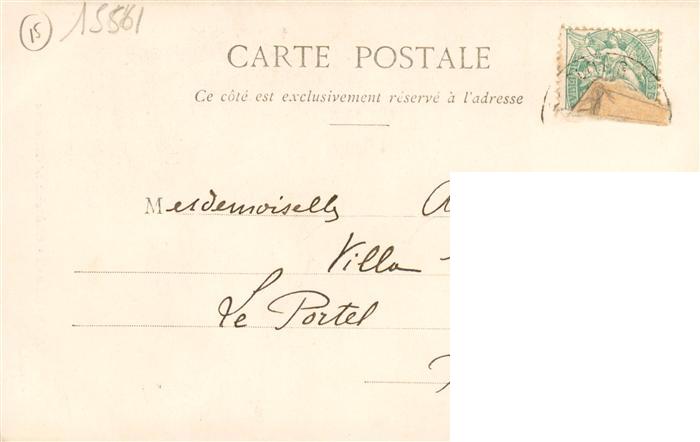 15 15561
CARTE POSTALE
Ce côté est exclusivement réservé à l'adresse
Mesdemoiselles
Villa
Le Portel